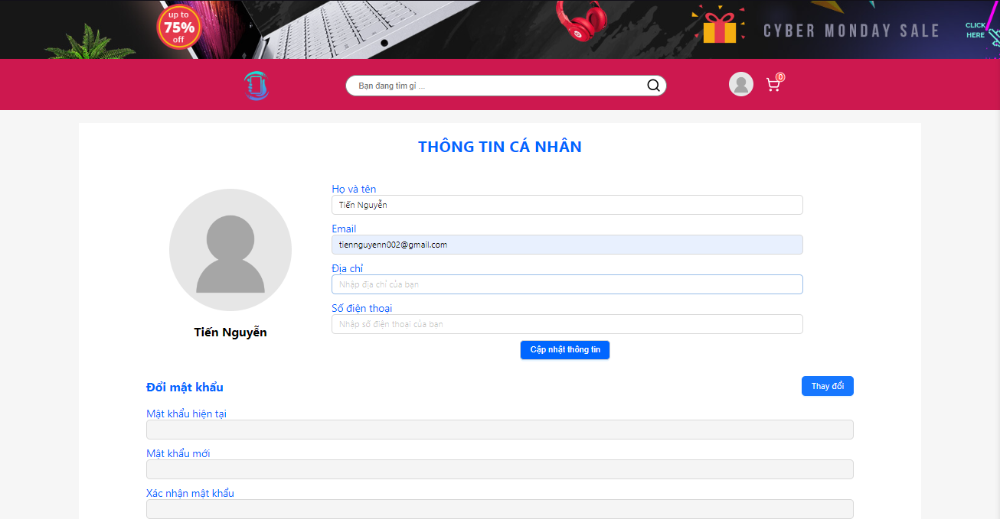 up to
75%
off
CYBER MONDAY SALE
CLICK
HERE
Bạn đang tìm gì ...
0
THÔNG TIN CÁ NHÂN
Họ và tên
Tiến Nguyễn
Email
tiennguyenn002@gmail.com
Địa chỉ
Nhập địa chỉ của bạn
Số điện thoại
Nhập số điện thoại của bạn
Tiến Nguyễn
Cập nhật thông tin
Đổi mật khẩu
Thay đổi
Mật khẩu hiện tại
Mật khẩu mới
Xác nhận mật khẩu